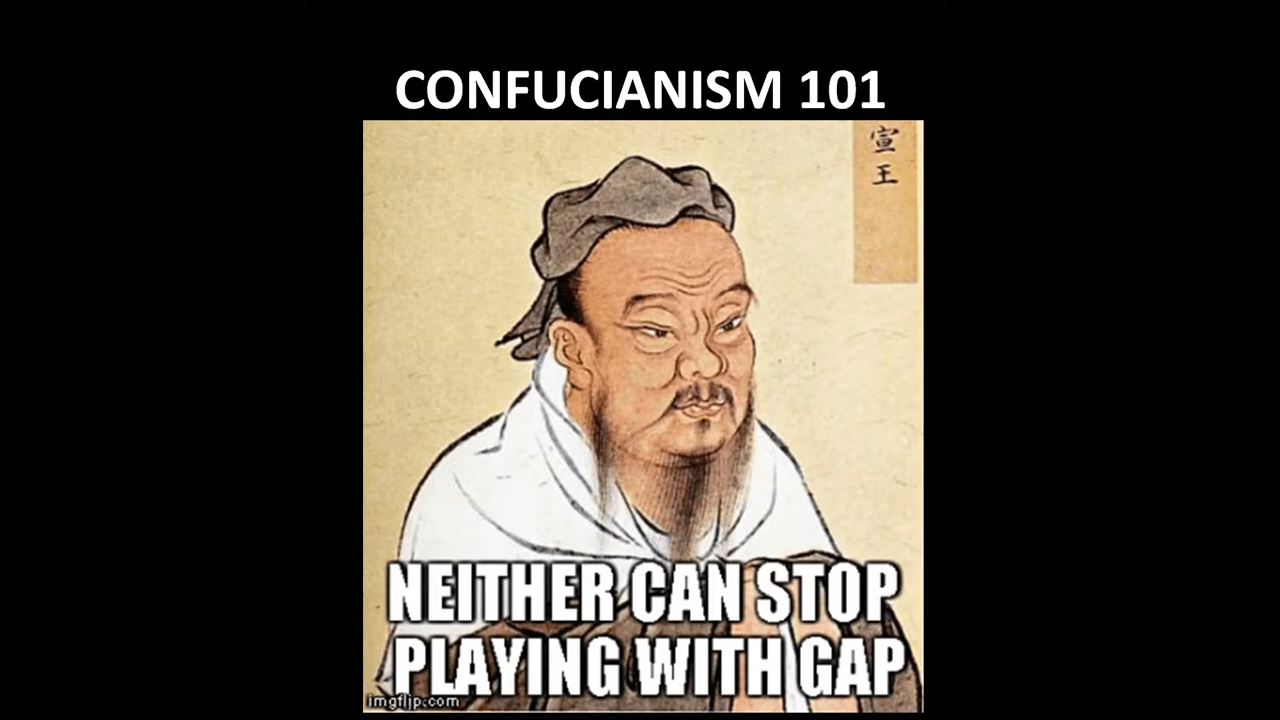 CONFUCIANISM 101
宣
王
NEITHER CAN STOP
PLAYING WITH GAP
imgflip.com